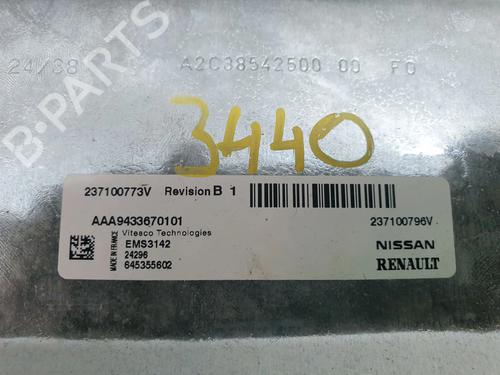 24/38 A2C38542500 00 F0
3440
237100773V Revision B 1
AAA9433670101 237100796V
Vitesco Technologies
MADE IN FRANCE
EMS3142 NISSAN
24296 RENAULT
645355602
B-PARTS